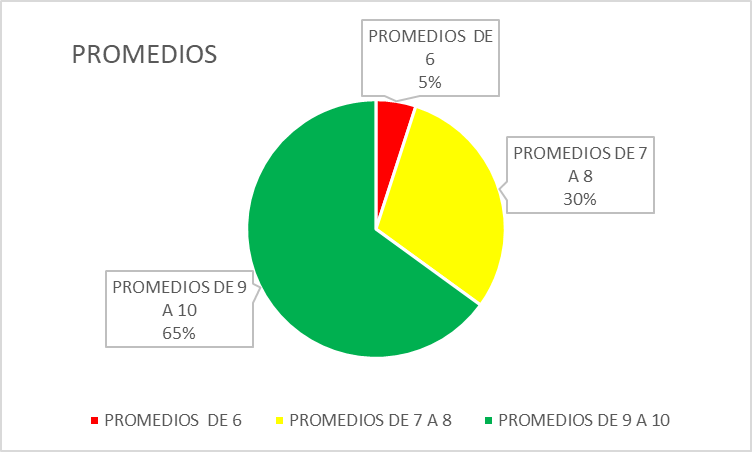 PROMEDIOS
PROMEDIOS DE
6
5%
PROMEDIOS DE 7
A 8
30%
PROMEDIOS DE 9
A 10
65%
PROMEDIOS DE 6
PROMEDIOS DE 7 A 8
PROMEDIOS DE 9 A 10